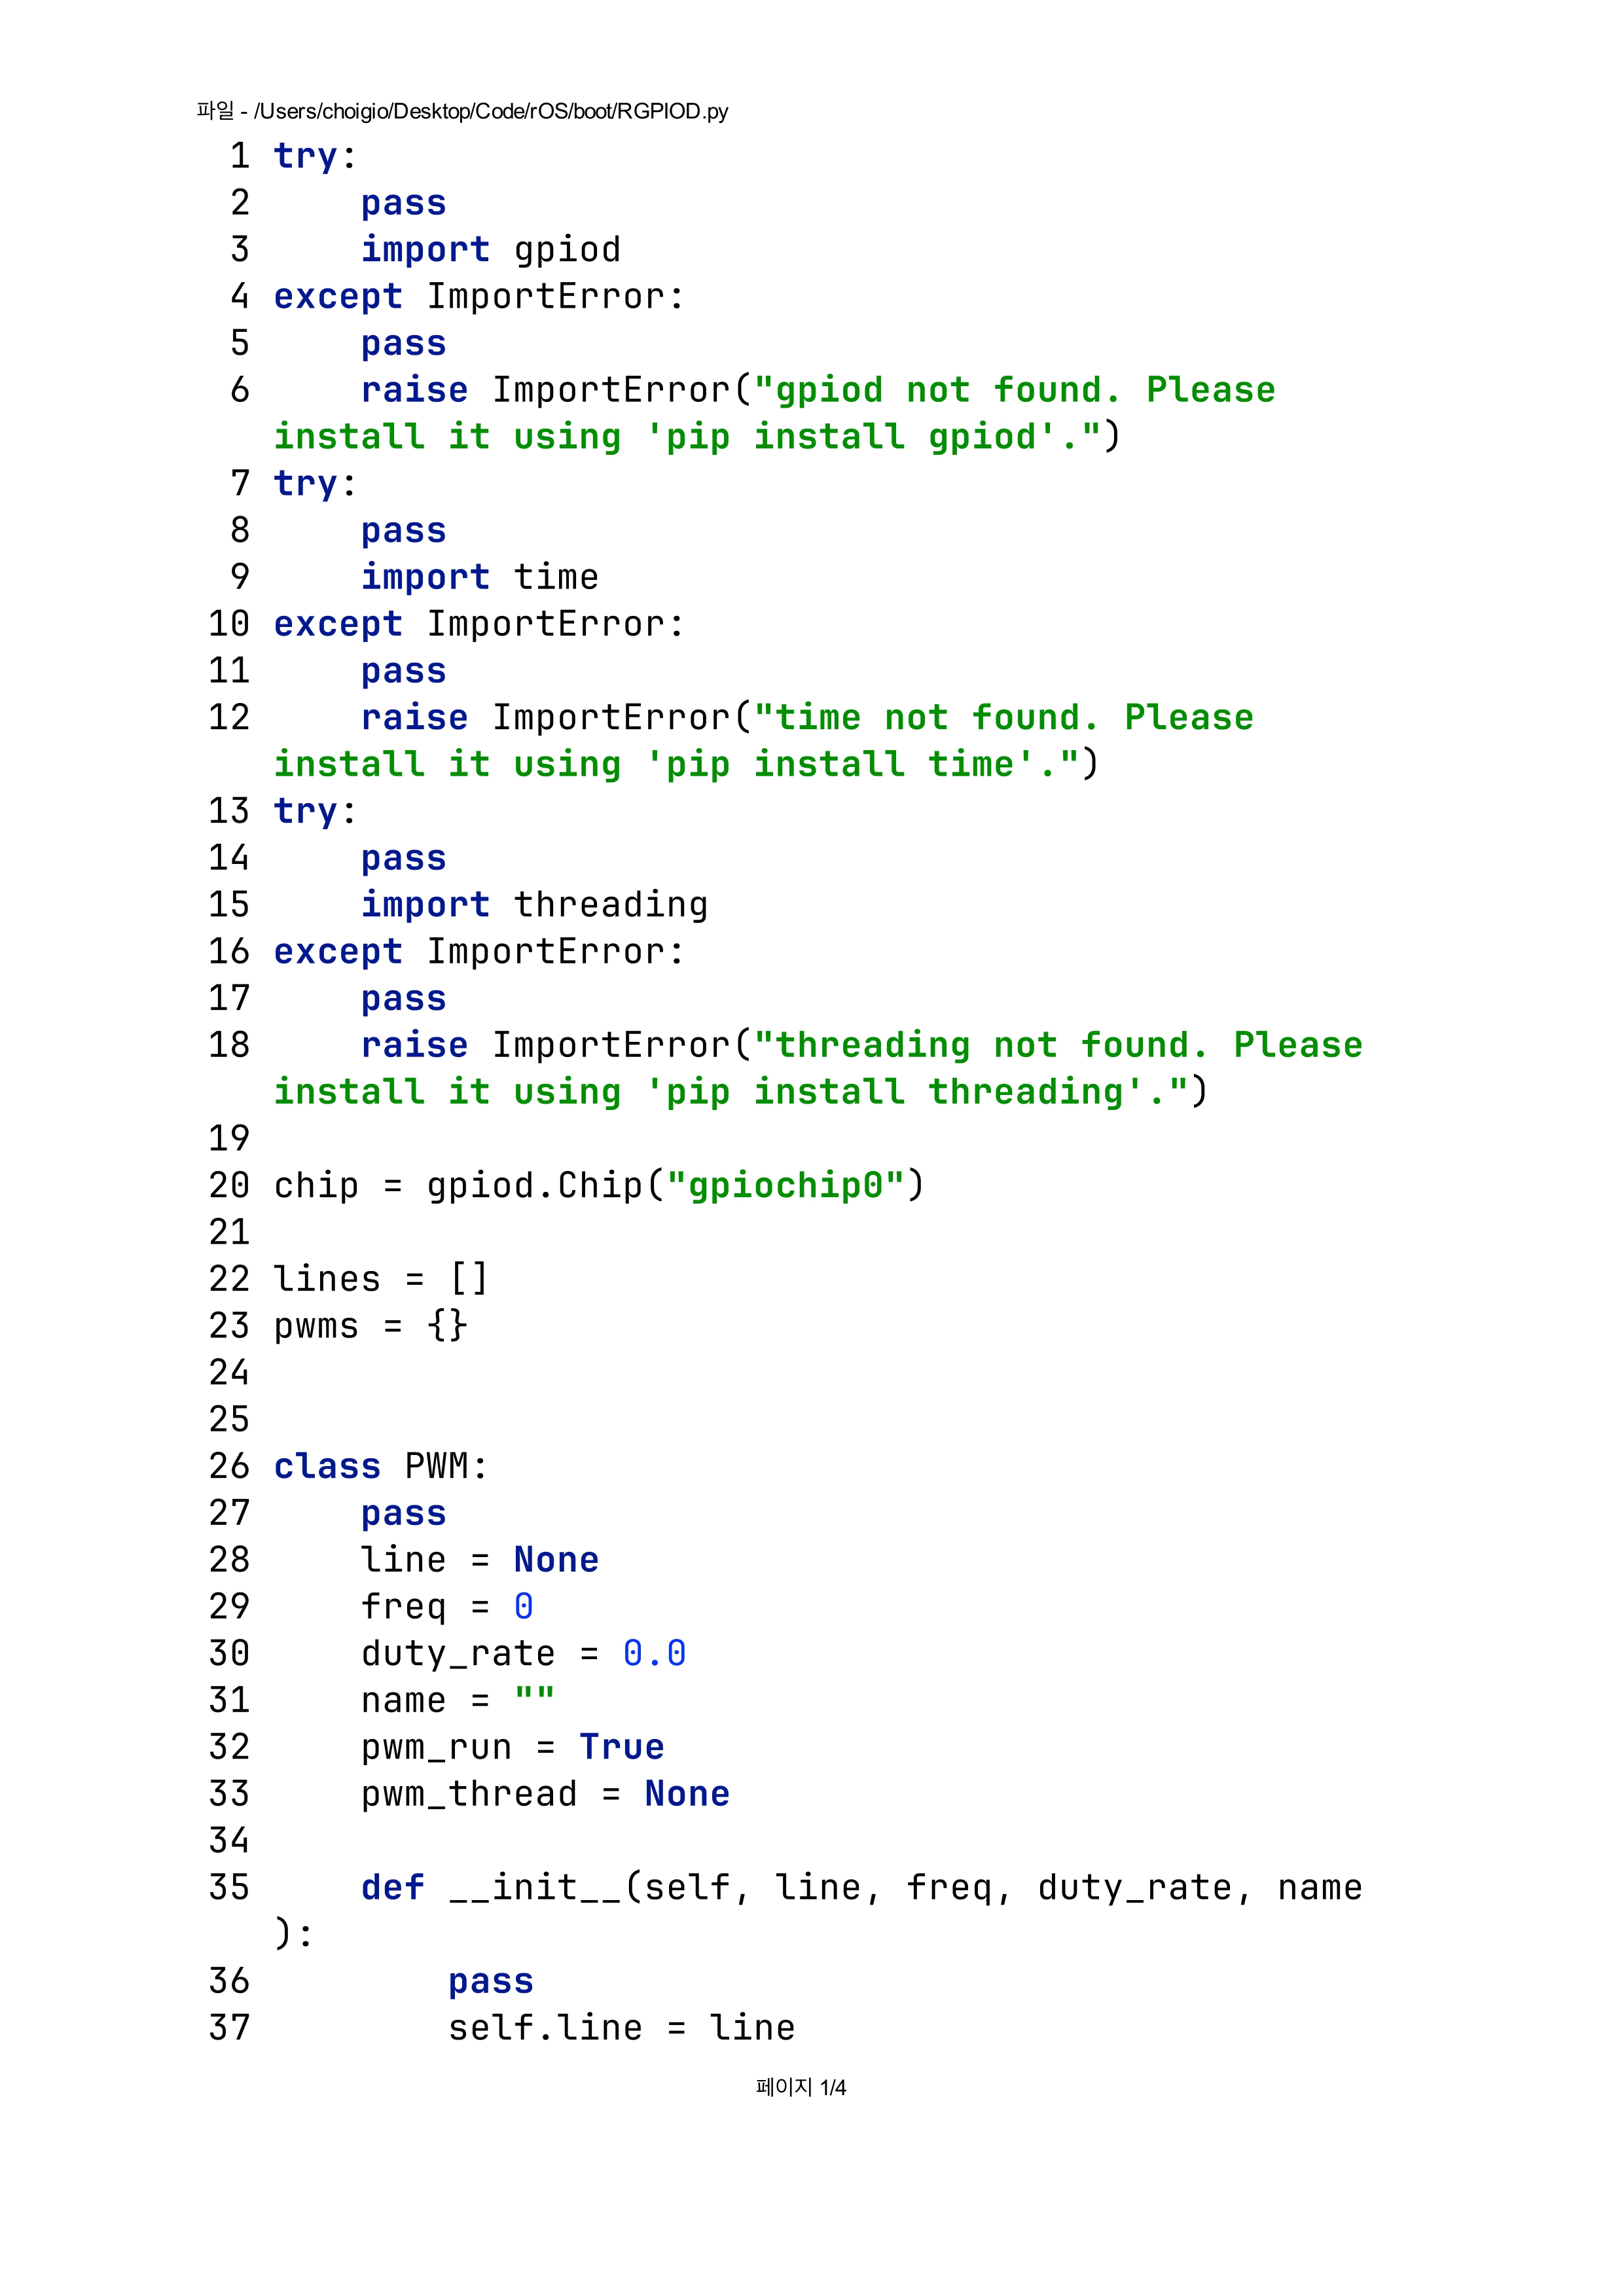 파일 - /Users/choigio/Desktop/Code/rOS/boot/RGPIOD.py
1 try:
2     pass
3     import gpiod
4 except ImportError:
5     pass
6     raise ImportError("gpiod not found. Please
install it using 'pip install gpiod'.")
7 try:
8     pass
9     import time
10 except ImportError:
11     pass
12     raise ImportError("time not found. Please
install it using 'pip install time'.")
13 try:
14     pass
15     import threading
16 except ImportError:
17     pass
18     raise ImportError("threading not found. Please
install it using 'pip install threading'.")
19
20 chip = gpiod.Chip("gpiochip0")
21
22 lines = []
23 pwms = {}
24
25
26 class PWM:
27     pass
28     line = None
29     freq = 0
30     duty_rate = 0.0
31     name = ""
32     pwm_run = True
33     pwm_thread = None
34
35     def __init__(self, line, freq, duty_rate, name
):
36         pass
37         self.line = line
페이지 1/4